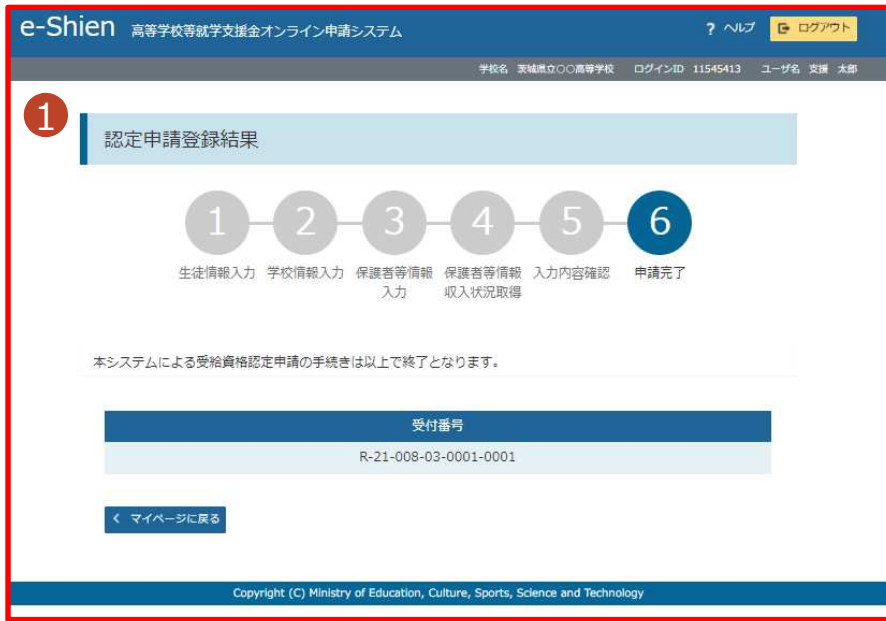 e-Shien 高等学校等就学支援金オンライン申請システム ? ヘルプ ログアウト
学校名 茨城県立○○高等学校 ログインID 11545413 ユーザ名 支援 太郎
1
認定申請登録結果
1 2 3 4 5 6
生徒情報入力 学校情報入力 保護者等情報 保護者等情報 入力内容確認 申請完了
入力 収入状況取得
本システムによる受給資格認定申請の手続きは以上で終了となります。
受付番号
R-21-008-03-0001-0001
マイページに戻る
Copyright (C) Ministry of Education, Culture, Sports, Science and Technology